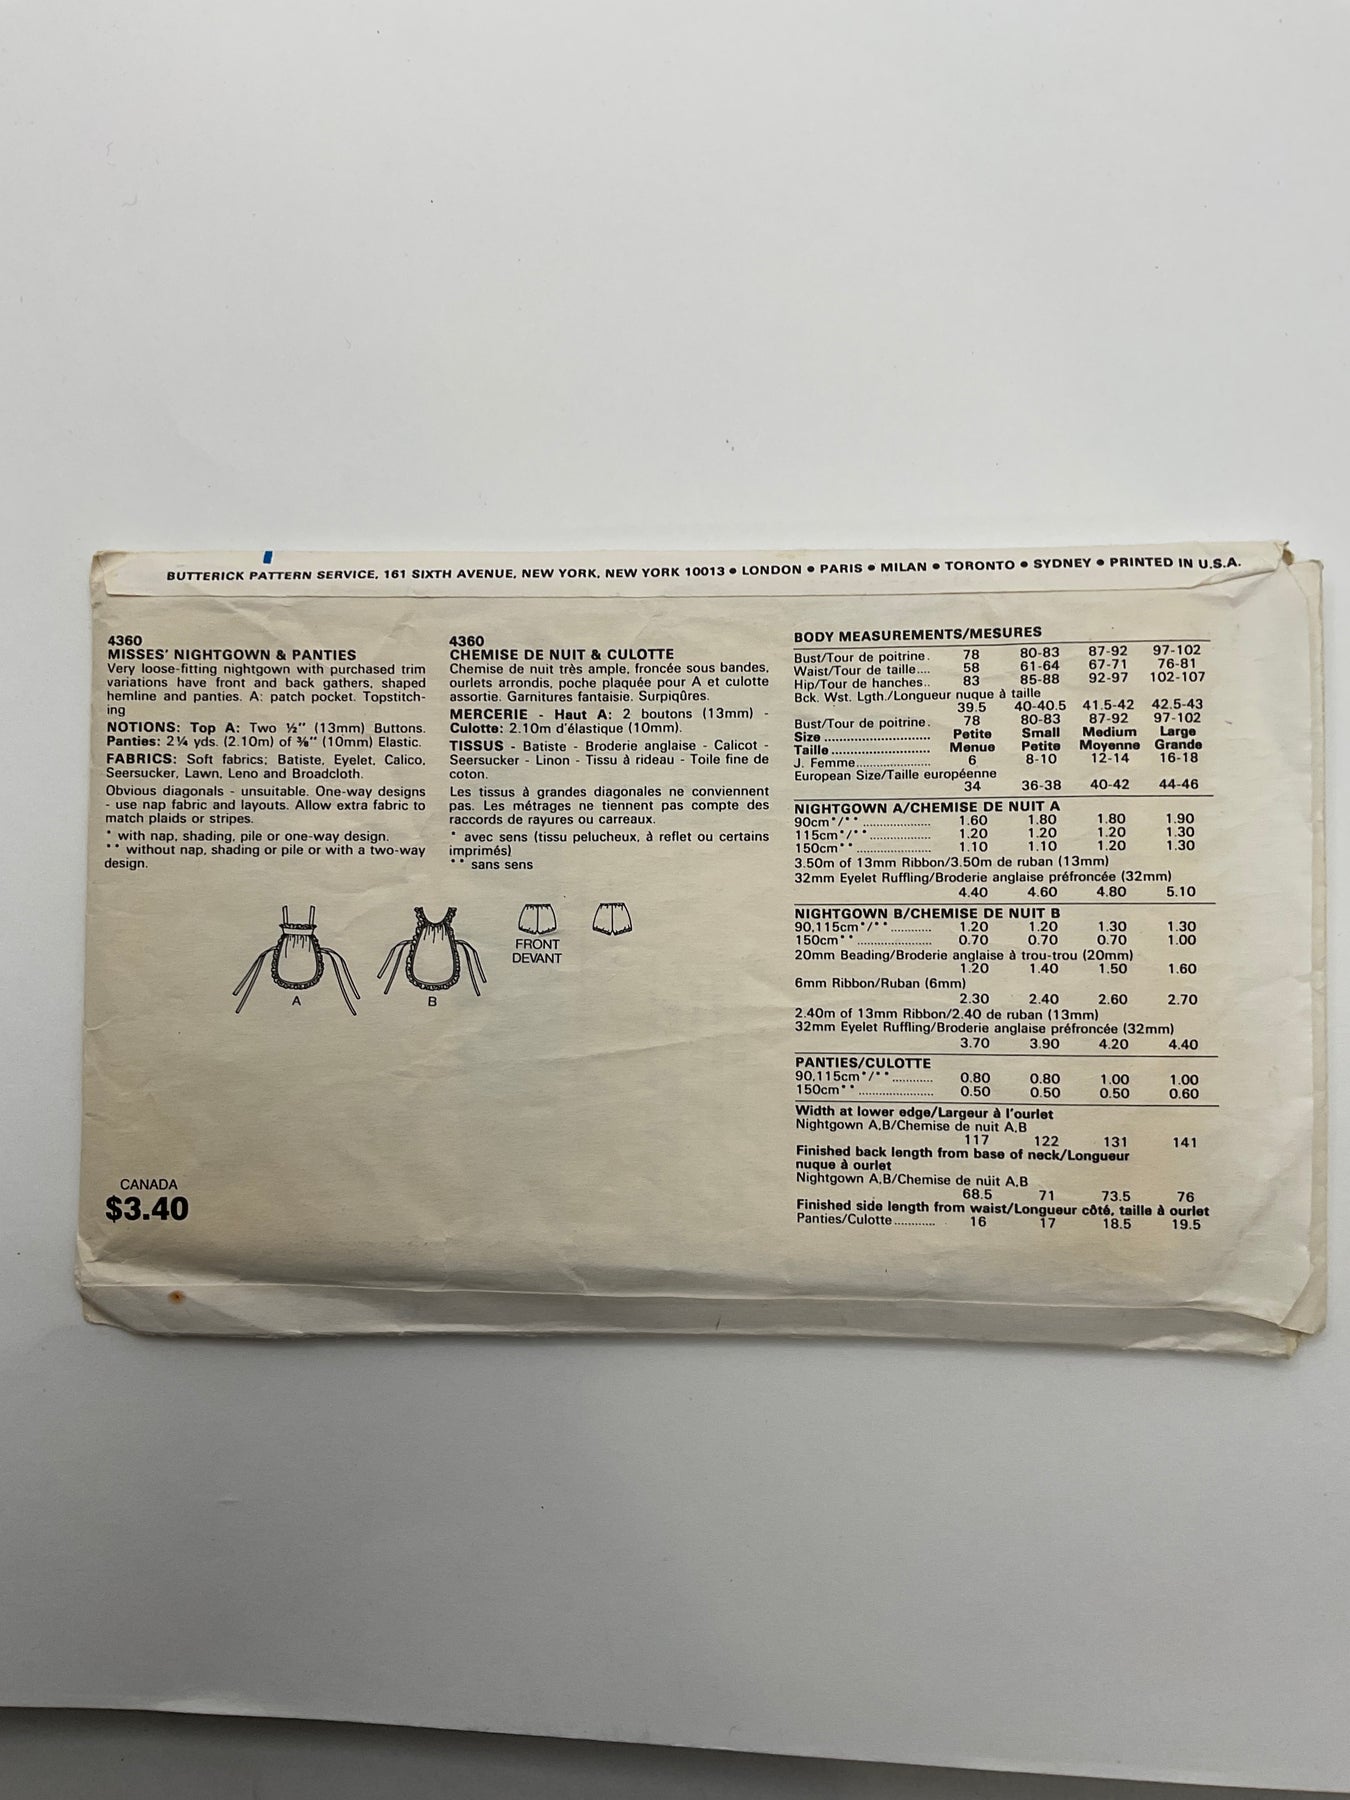 BUTTERICK PATTERN SERVICE, 161 SIXTH AVENUE, NEW YORK, NEW YORK 10013 • LONDON • PARIS • MILAN • TORONTO • SYDNEY • PRINTED IN U.S.A.
4360
MISSES' NIGHTGOWN & PANTIES
Very loose-fitting nightgown with purchased trim
variations have front and back gathers, shaped
hemline and panties. A: patch pocket. Topstitch-
ing
NOTIONS: Top A: Two ½" (13mm) Buttons.
Panties: 2¼ yds. (2.10m) of ⅜" (10mm) Elastic.
FABRICS: Soft fabrics; Batiste, Eyelet, Calico,
Seersucker, Lawn, Leno and Broadcloth.
Obvious diagonals - unsuitable. One-way designs
- use nap fabric and layouts. Allow extra fabric to
match plaids or stripes.
* with nap, shading, pile or one-way design.
** without nap, shading or pile or with a two-way
design.
A
B
FRONT
DEVANT
CANADA
$3.40
4360
CHEMISE DE NUIT & CULOTTE
Chemise de nuit très ample, froncée sous bandes,
ourlets arrondis, poche plaquée pour A et culotte
assortie. Garnitures fantaisie. Surpiqûres.
MERCERIE - Haut A: 2 boutons (13mm) -
Culotte: 2.10m d'élastique (10mm).
TISSUS - Batiste - Broderie anglaise - Calicot -
Seersucker - Linon - Tissu à rideau - Toile fine de
coton.
Les tissus à grandes diagonales ne conviennent
pas. Les métrages ne tiennent pas compte des
raccords de rayures ou carreaux.
* avec sens (tissu pelucheux, à reflet ou certains
imprimés)
** sans sens
BODY MEASUREMENTS/MESURES
Bust/Tour de poitrine. 78 80-83 87-92 97-102
Waist/Tour de taille.... 58 61-64 67-71 76-81
Hip/Tour de hanches.. 83 85-88 92-97 102-107
Bck. Wst. Lgth./Longueur nuque à taille
39.5 40-40.5 41.5-42 42.5-43
Bust/Tour de poitrine. 78 80-83 87-92 97-102
Size ........ Petite Small Medium Large
Taille ........ Menue Petite Moyenne Grande
J. Femme........ 6 8-10 12-14 16-18
European Size/Taille européenne
34 36-38 40-42 44-46
NIGHTGOWN A/CHEMISE DE NUIT A
90cm*/** ........ 1.60 1.80 1.80 1.90
115cm*/** ........ 1.20 1.20 1.20 1.30
150cm** ........ 1.10 1.10 1.20 1.30
3.50m of 13mm Ribbon/3.50m de ruban (13mm)
32mm Eyelet Ruffling/Broderie anglaise préfroncée (32mm)
4.40 4.60 4.80 5.10
NIGHTGOWN B/CHEMISE DE NUIT B
90,115cm*/** ........ 1.20 1.20 1.30 1.30
150cm** ........ 0.70 0.70 0.70 1.00
20mm Beading/Broderie anglaise à trou-trou (20mm)
1.20 1.40 1.50 1.60
6mm Ribbon/Ruban (6mm)
2.30 2.40 2.60 2.70
2.40m of 13mm Ribbon/2.40 de ruban (13mm)
32mm Eyelet Ruffling/Broderie anglaise préfroncée (32mm)
3.70 3.90 4.20 4.40
PANTIES/CULOTTE
90,115cm*/** ........ 0.80 0.80 1.00 1.00
150cm** ........ 0.50 0.50 0.50 0.60
Width at lower edge/Largeur à l'ourlet
Nightgown A,B/Chemise de nuit A,B
117 122 131 141
Finished back length from base of neck/Longueur
nuque à ourlet
Nightgown A,B/Chemise de nuit A,B
68.5 71 73.5 76
Finished side length from waist/Longueur côté, taille à ourlet
Panties/Culotte ........ 16 17 18.5 19.5